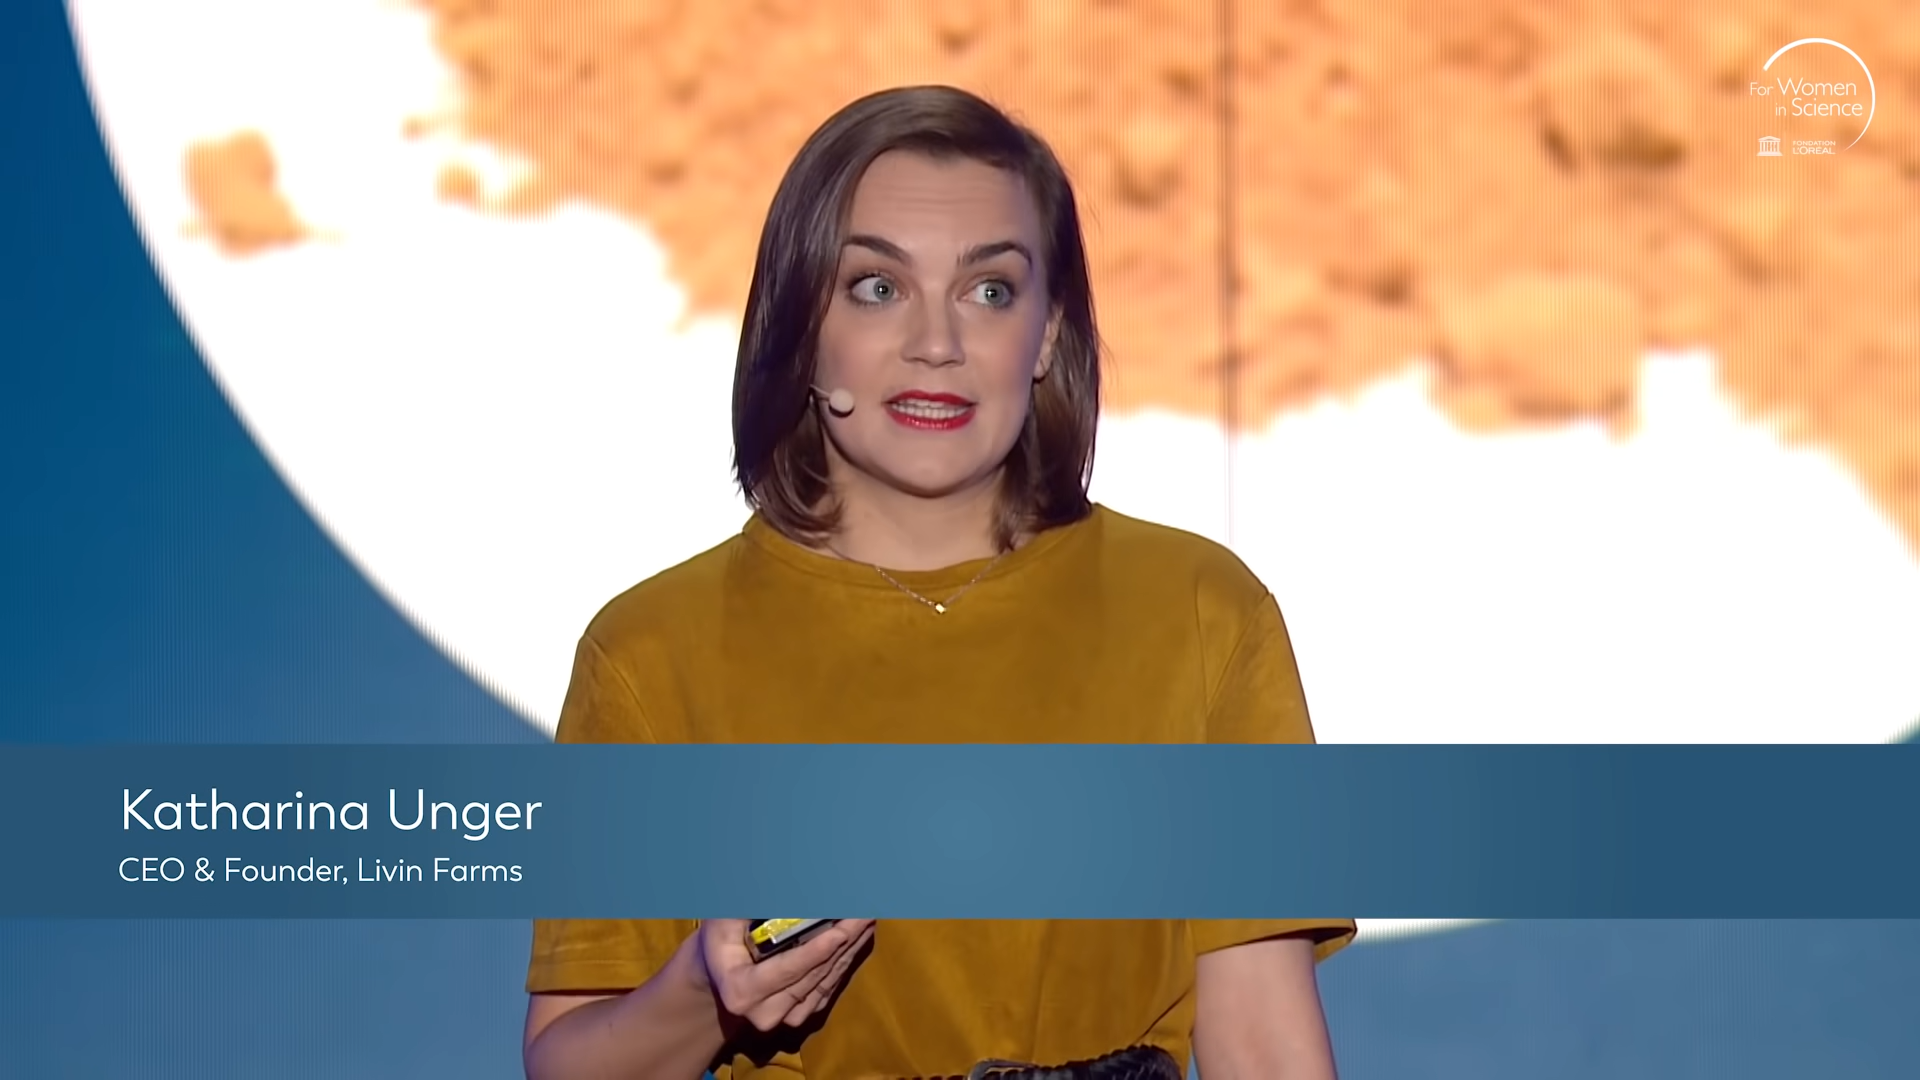 For Women
in Science
FONDATION
L'ORÉAL
Katharina Unger
CEO & Founder, Livin Farms